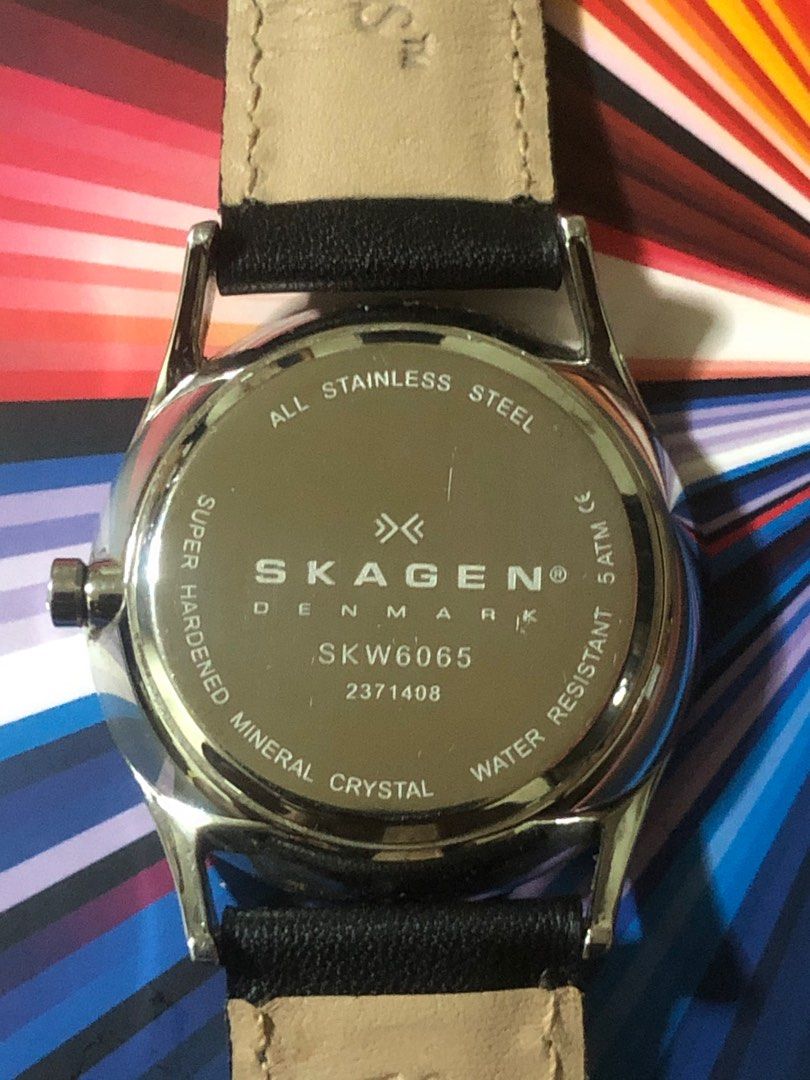 ALL STAINLESS STEEL
SKAGEN®
DENMARK
SKW6065
2371408
SUPER HARDENED MINERAL CRYSTAL
WATER RESISTANT 5 ATM CE